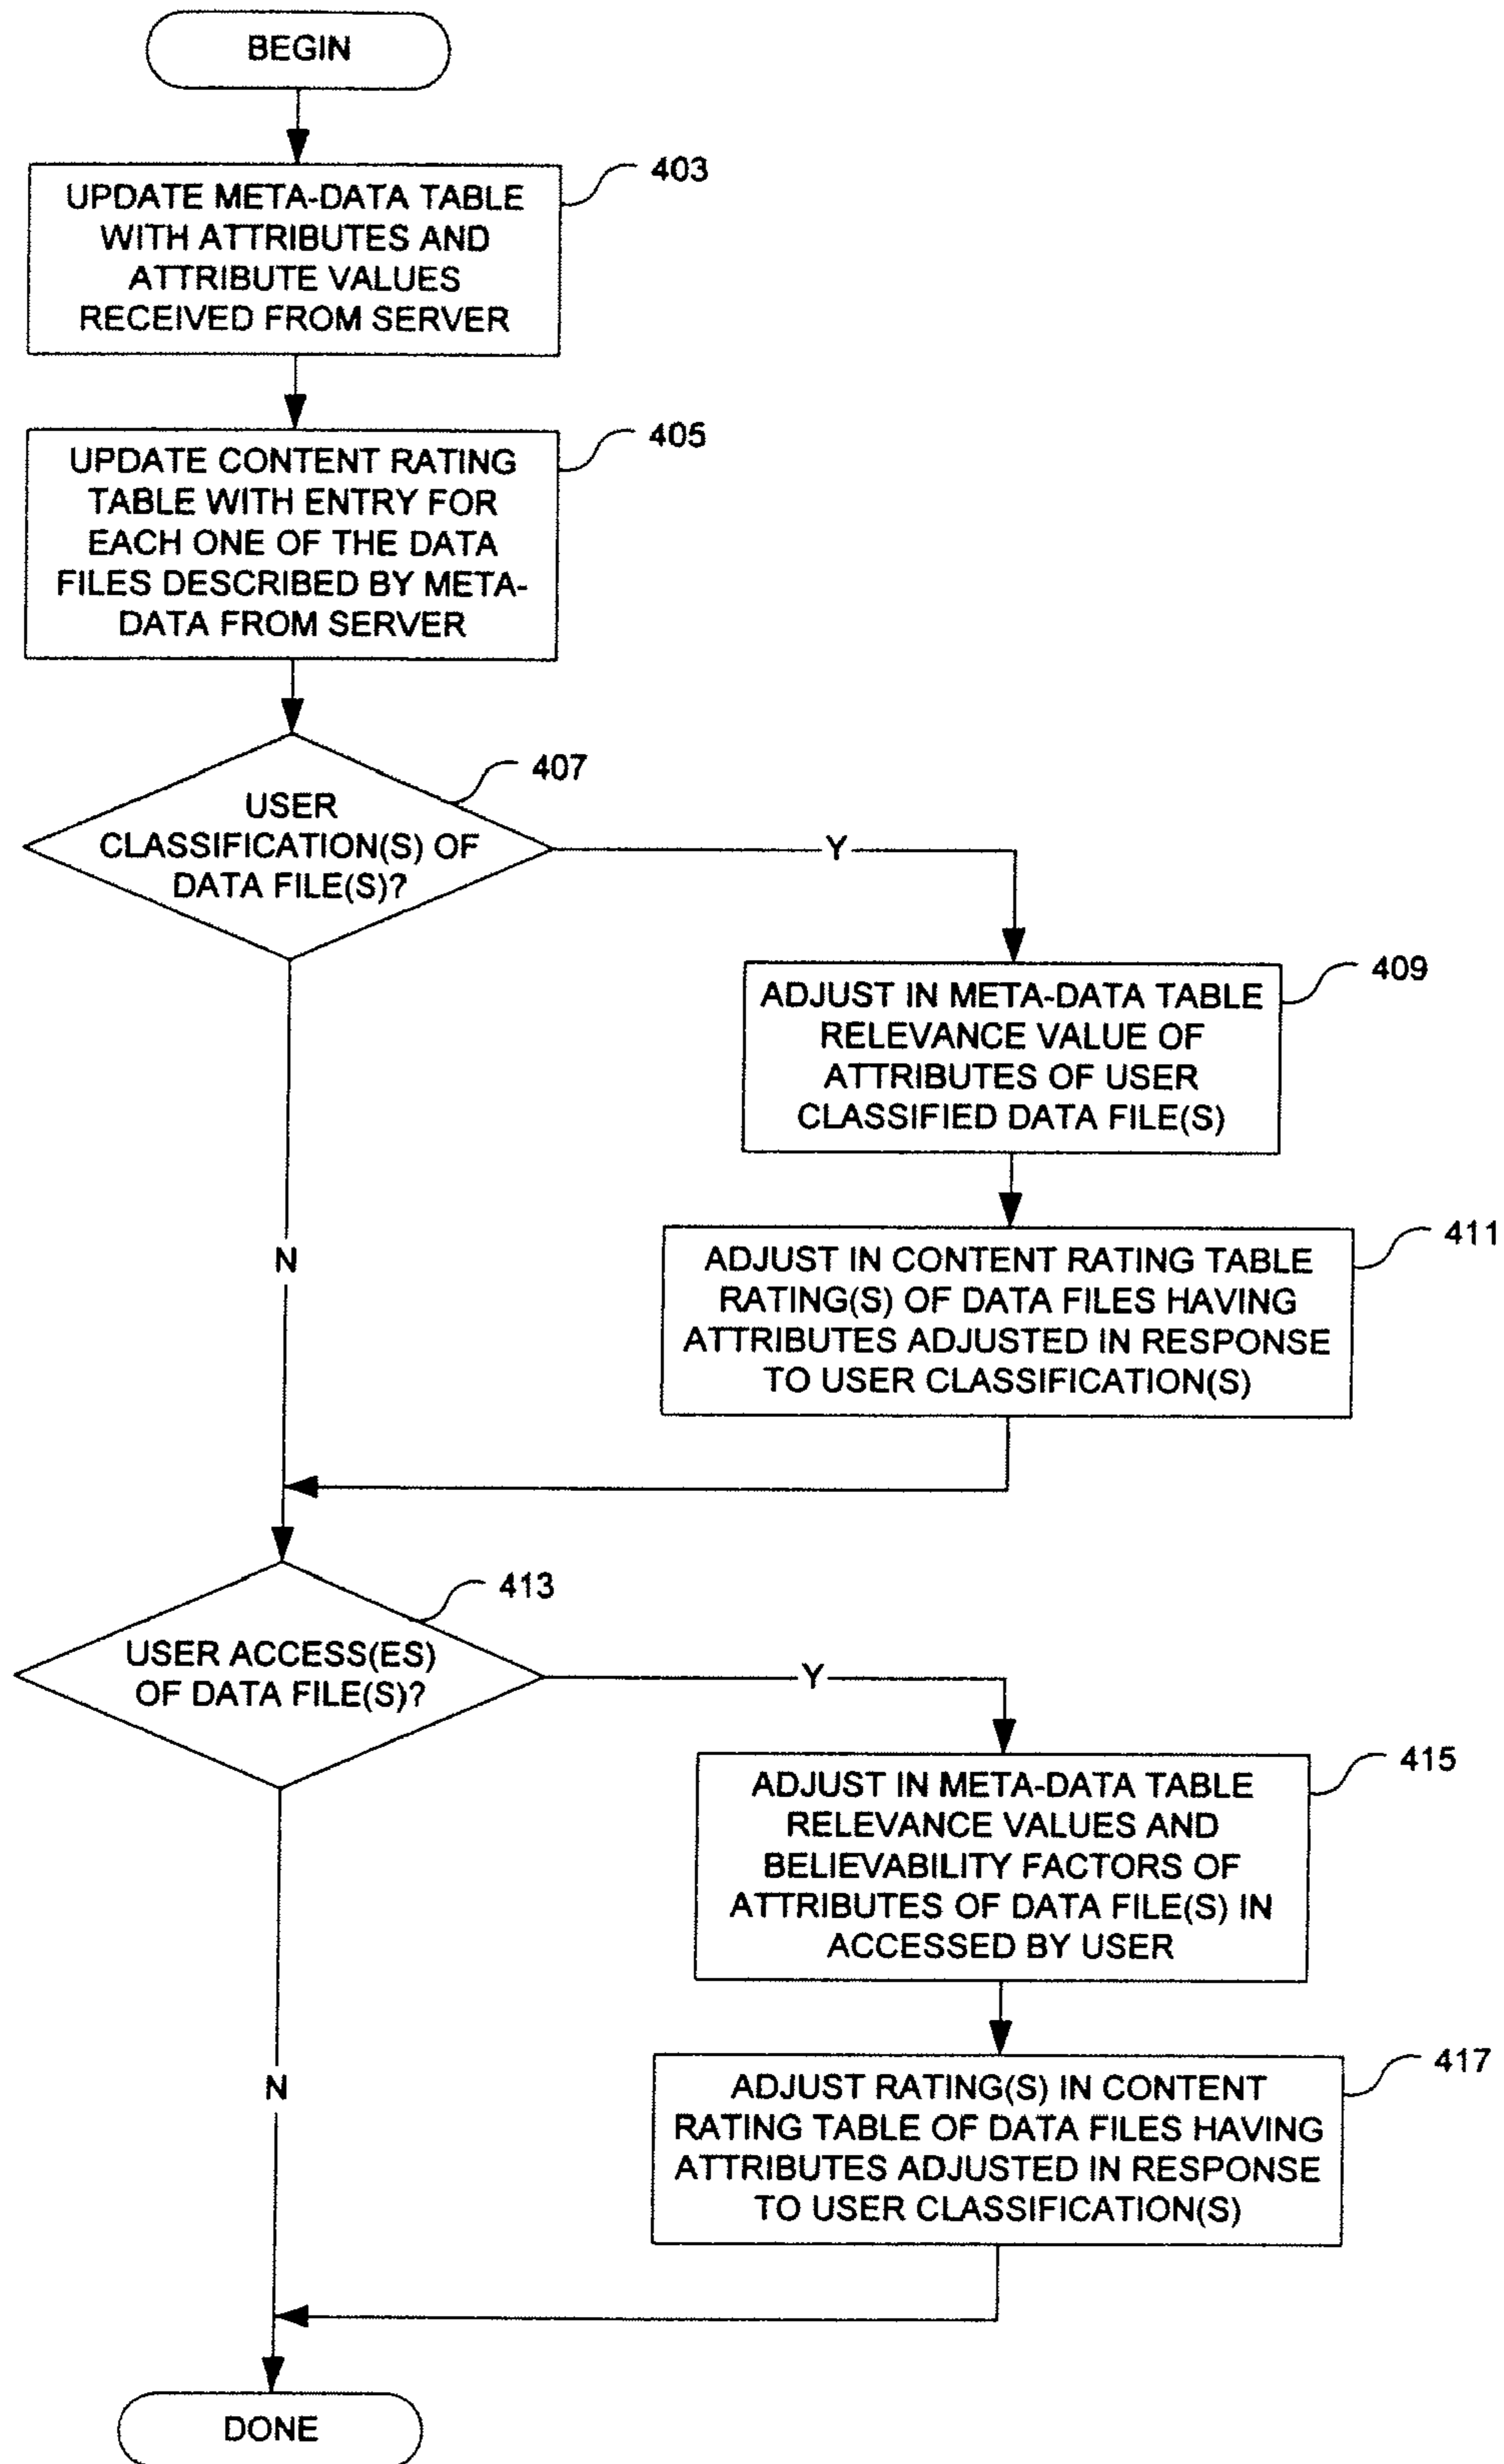 BEGIN
403
UPDATE META-DATA TABLE
WITH ATTRIBUTES AND
ATTRIBUTE VALUES
RECEIVED FROM SERVER
405
UPDATE CONTENT RATING
TABLE WITH ENTRY FOR
EACH ONE OF THE DATA
FILES DESCRIBED BY META-
DATA FROM SERVER
407
USER
CLASSIFICATION(S) OF
DATA FILE(S)?
Y
N
409
ADJUST IN META-DATA TABLE
RELEVANCE VALUE OF
ATTRIBUTES OF USER
CLASSIFIED DATA FILE(S)
411
ADJUST IN CONTENT RATING TABLE
RATING(S) OF DATA FILES HAVING
ATTRIBUTES ADJUSTED IN RESPONSE
TO USER CLASSIFICATION(S)
413
USER ACCESS(ES)
OF DATA FILE(S)?
Y
N
415
ADJUST IN META-DATA TABLE
RELEVANCE VALUES AND
BELIEVABILITY FACTORS OF
ATTRIBUTES OF DATA FILE(S) IN
ACCESSED BY USER
417
ADJUST RATING(S) IN CONTENT
RATING TABLE OF DATA FILES HAVING
ATTRIBUTES ADJUSTED IN RESPONSE
TO USER CLASSIFICATION(S)
DONE